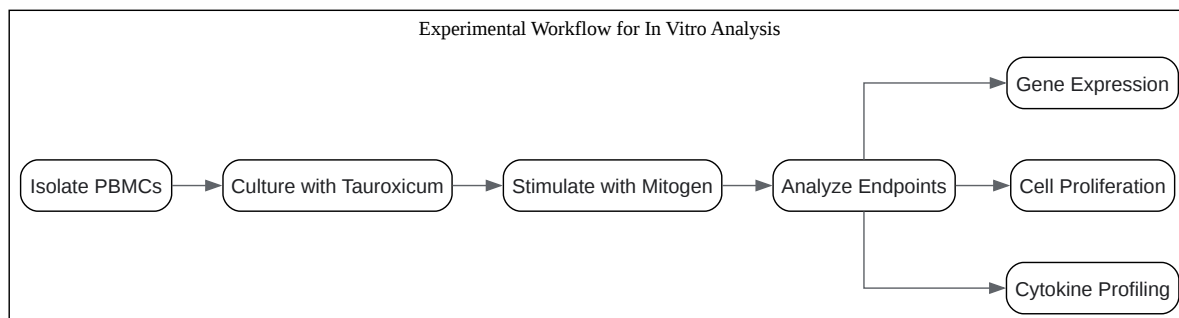 Experimental Workflow for In Vitro Analysis
Gene Expression
Isolate PBMCs
Culture with Tauroxicum
Stimulate with Mitogen
Analyze Endpoints
Cell Proliferation
Cytokine Profiling